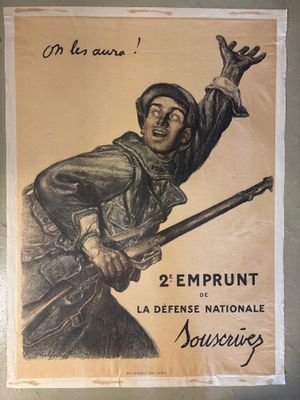 On les aura !
2E EMPRUNT
DE
LA DÉFENSE NATIONALE
Souscrivez